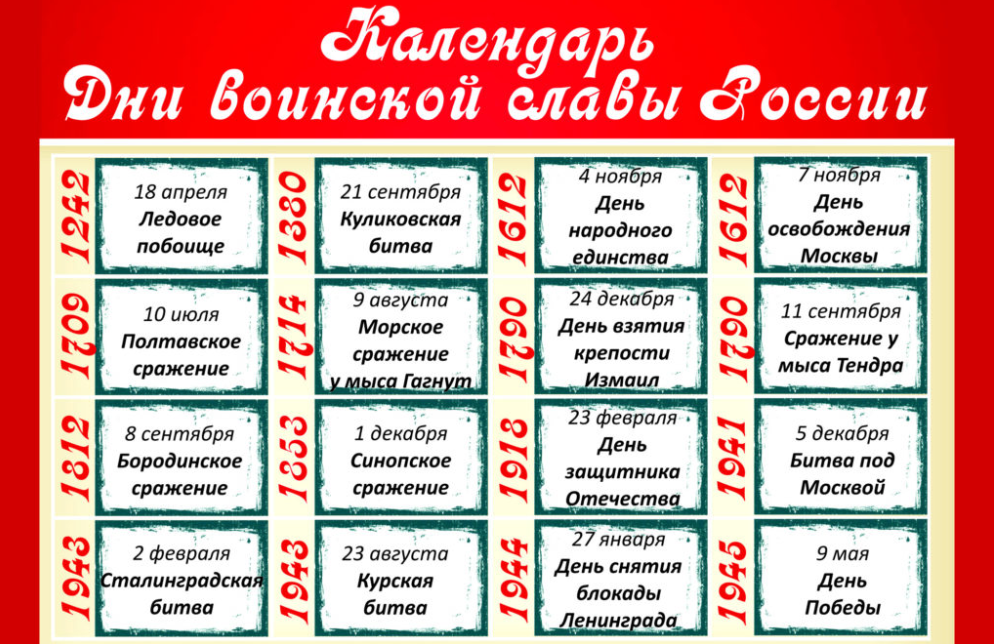 Календарь
Дни воинской славы России
1242
18 апреля
Ледовое
побоище
1380
21 сентября
Куликовская
битва
1612
4 ноября
День
народного
единства
1612
7 ноября
День
освобождения
Москвы
1709
10 июля
Полтавское
сражение
1714
9 августа
Морское
сражение
у мыса Гагнут
1790
24 декабря
День взятия
крепости
Измаил
1790
11 сентября
Сражение у
мыса Тендра
1812
8 сентября
Бородинское
сражение
1853
1 декабря
Синопское
сражение
1918
23 февраля
День
защитника
Отечества
1941
5 декабря
Битва под
Москвой
1943
2 февраля
Сталинградская
битва
1943
23 августа
Курская
битва
1944
27 января
День снятия
блокады
Ленинграда
1945
9 мая
День
Победы